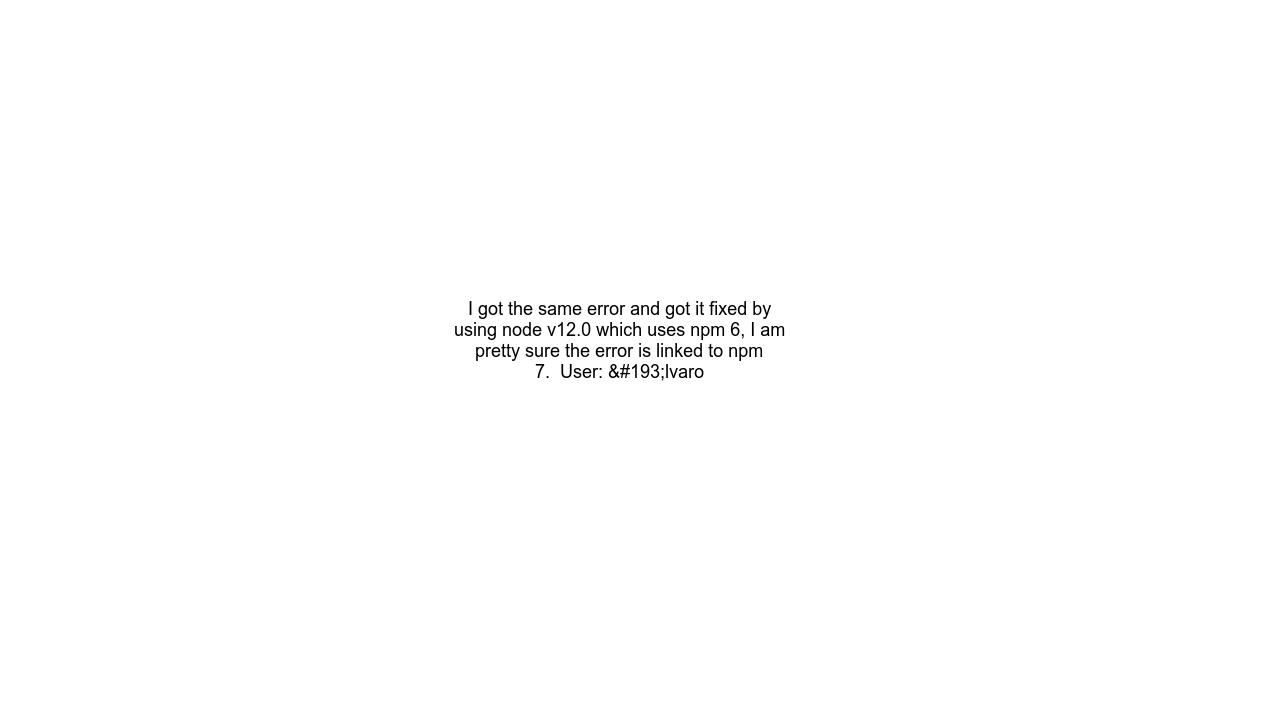 I got the same error and got it fixed by
using node v12.0 which uses npm 6, I am
pretty sure the error is linked to npm
7.  User: &#193;lvaro